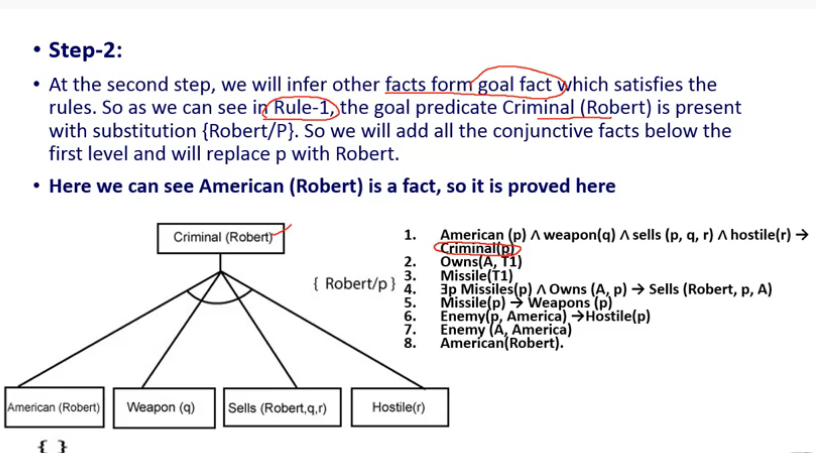 • Step-2:
• At the second step, we will infer other facts form goal fact which satisfies the
rules. So as we can see in Rule-1, the goal predicate Criminal (Robert) is present
with substitution {Robert/P}. So we will add all the conjunctive facts below the
first level and will replace p with Robert.
• Here we can see American (Robert) is a fact, so it is proved here
Criminal (Robert)
{ Robert/p }
American (Robert)
Weapon (q)
Sells (Robert,q,r)
Hostile(r)
{ }
1. American (p) ∧ weapon(q) ∧ sells (p, q, r) ∧ hostile(r) →
Criminal(p)
2. Owns(A, T1)
3. Missile(T1)
4. ∃p Missiles(p) ∧ Owns (A, p) → Sells (Robert, p, A)
5. Missile(p) → Weapons (p)
6. Enemy(p, America) →Hostile(p)
7. Enemy (A, America)
8. American(Robert).